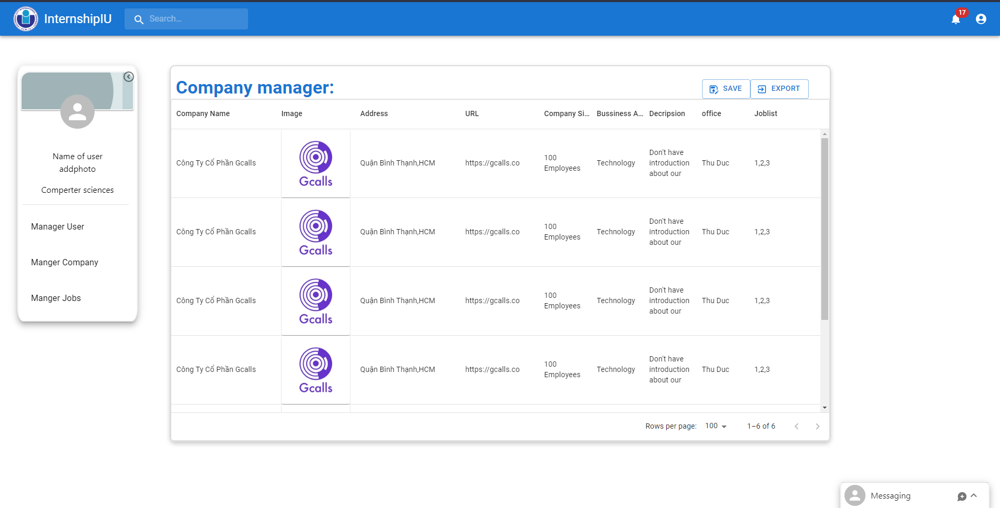 InternshipIU
Search…
17
Name of user
addphoto
Comperter sciences
Manager User
Manger Company
Manger Jobs
Company manager:
SAVE
EXPORT
Company Name Image Address URL Company Si... Bussiness A... Decripsion office Joblist
Công Ty Cổ Phần Gcalls
Gcalls
Quận Bình Thạnh,HCM
https://gcalls.co
100
Employees
Technology
Don't have
introduction
about our
Thu Duc
1,2,3
Công Ty Cổ Phần Gcalls
Gcalls
Quận Bình Thạnh,HCM
https://gcalls.co
100
Employees
Technology
Don't have
introduction
about our
Thu Duc
1,2,3
Công Ty Cổ Phần Gcalls
Gcalls
Quận Bình Thạnh,HCM
https://gcalls.co
100
Employees
Technology
Don't have
introduction
about our
Thu Duc
1,2,3
Công Ty Cổ Phần Gcalls
Gcalls
Quận Bình Thạnh,HCM
https://gcalls.co
100
Employees
Technology
Don't have
introduction
about our
Thu Duc
1,2,3
Rows per page: 100 1–6 of 6
Messaging